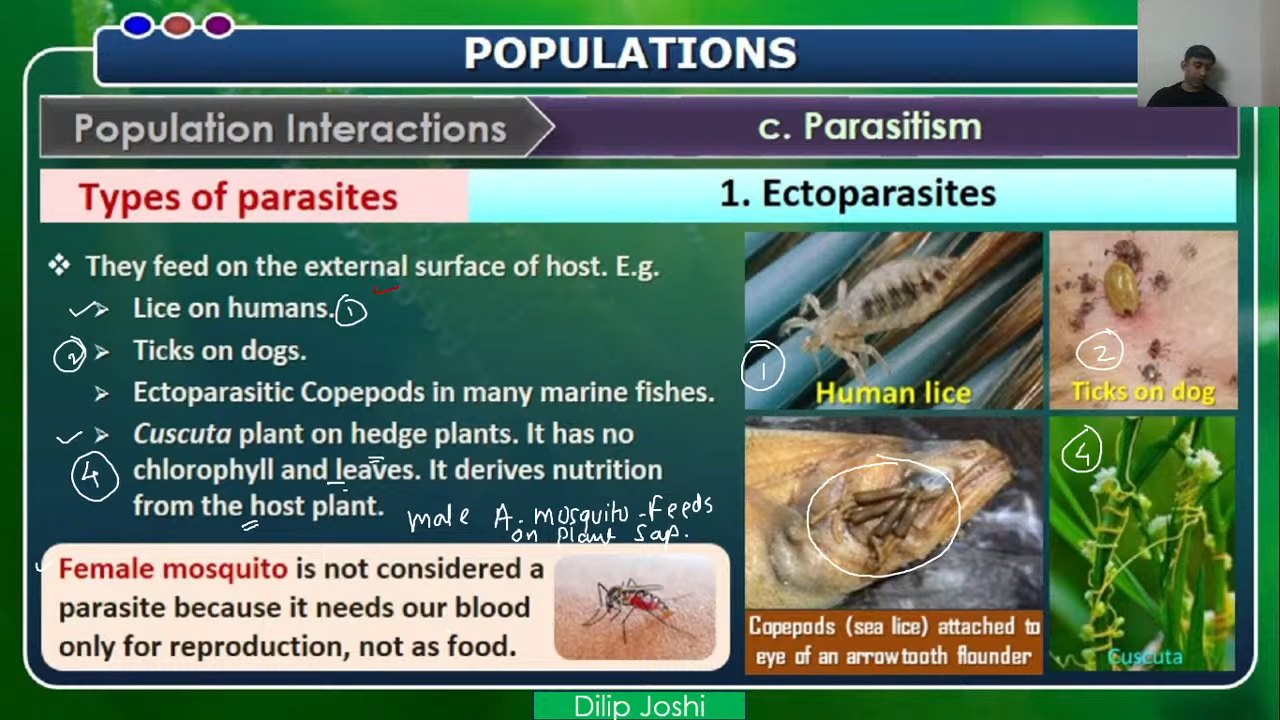 POPULATIONS
Population Interactions
c. Parasitism
Types of parasites
1. Ectoparasites
❖ They feed on the external surface of host. E.g.
➢ Lice on humans. 1
2 ➢ Ticks on dogs.
➢ Ectoparasitic Copepods in many marine fishes.
➢ Cuscuta plant on hedge plants. It has no
4 chlorophyll and leaves. It derives nutrition
from the host plant.
male A. mosquito - Feeds
on plant sap.
Female mosquito is not considered a
parasite because it needs our blood
only for reproduction, not as food.
1
Human lice
2
Ticks on dog
Copepods (sea lice) attached to
eye of an arrowtooth flounder
4
Cuscuta
Dilip Joshi